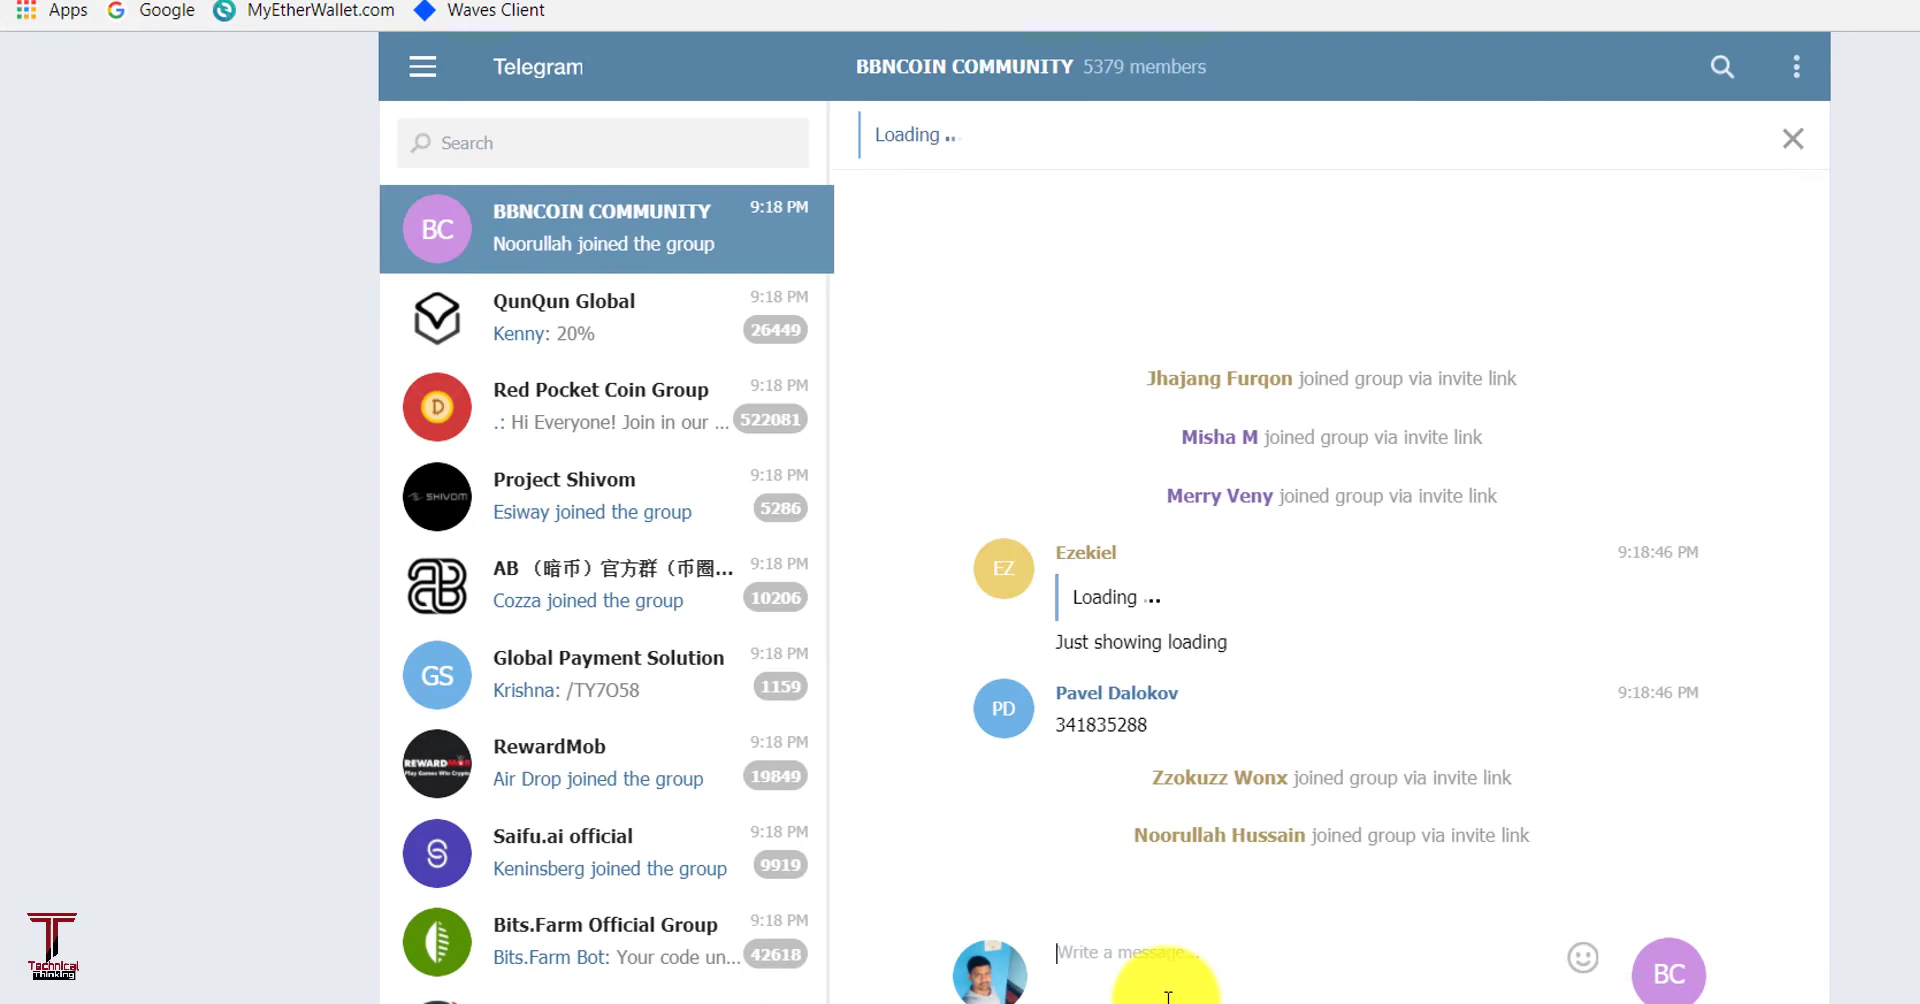 Apps Google MyEtherWallet.com Waves Client
Telegram
BBNCOIN COMMUNITY 5379 members
Search
BC
BBNCOIN COMMUNITY 9:18 PM
Noorullah joined the group
QunQun Global 9:18 PM
Kenny: 20% 26449
Red Pocket Coin Group 9:18 PM
.: Hi Everyone! Join in our ... 522081
SHIVOM
Project Shivom 9:18 PM
Esiway joined the group 5286
AB （暗币）官方群（币圈... 9:18 PM
Cozza joined the group 10206
GS
Global Payment Solution 9:18 PM
Krishna: /TY7O58 1159
REWARDMOB
Play Games Win Crypto
RewardMob 9:18 PM
Air Drop joined the group 19849
Saifu.ai official 9:18 PM
Keninsberg joined the group 9919
Bits.Farm Official Group 9:18 PM
Bits.Farm Bot: Your code un... 42618
Loading ..
Jhajang Furqon joined group via invite link
Misha M joined group via invite link
Merry Veny joined group via invite link
EZ
Ezekiel 9:18:46 PM
Loading ...
Just showing loading
PD
Pavel Dalokov 9:18:46 PM
341835288
Zzokuzz Wonx joined group via invite link
Noorullah Hussain joined group via invite link
Write a message...
BC
Technical
Thinking